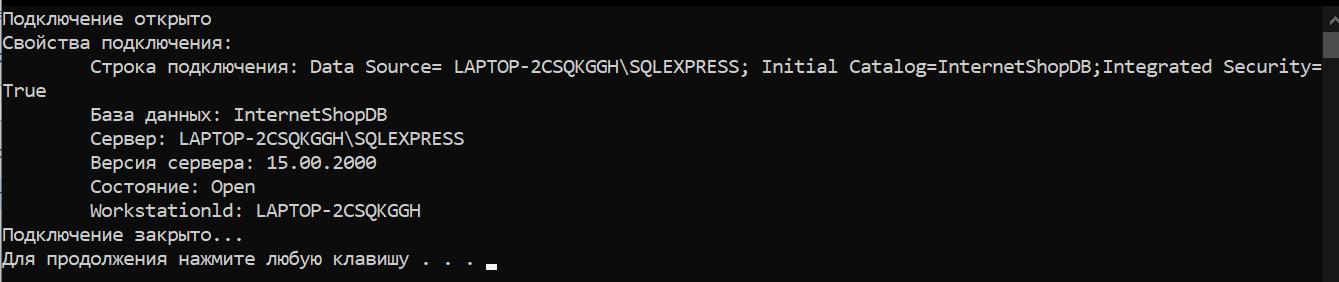 Подключение открыто
Свойства подключения:
Строка подключения: Data Source= LAPTOP-2CSQKGGH\SQLEXPRESS; Initial Catalog=InternetShopDB;Integrated Security=
True
База данных: InternetShopDB
Сервер: LAPTOP-2CSQKGGH\SQLEXPRESS
Версия сервера: 15.00.2000
Состояние: Open
Workstationld: LAPTOP-2CSQKGGH
Подключение закрыто...
Для продолжения нажмите любую клавишу . . .